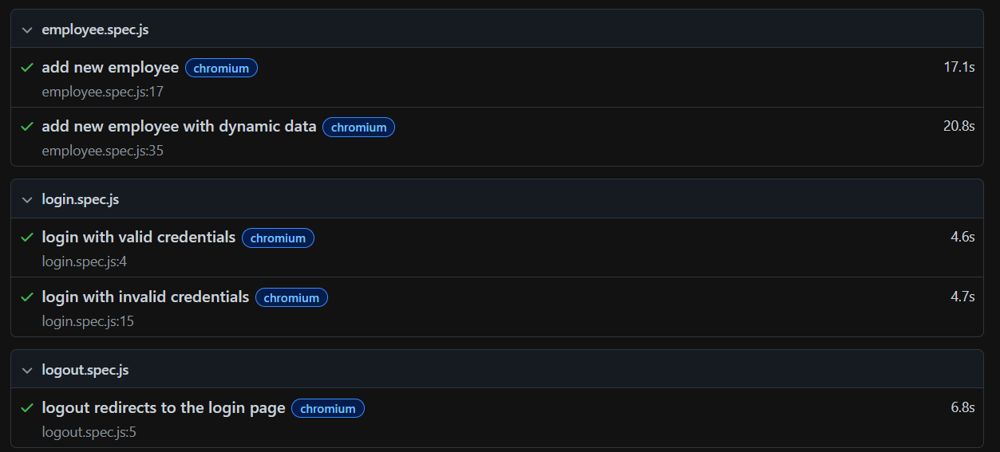 employee.spec.js
add new employee chromium 17.1s
employee.spec.js:17
add new employee with dynamic data chromium 20.8s
employee.spec.js:35
login.spec.js
login with valid credentials chromium 4.6s
login.spec.js:4
login with invalid credentials chromium 4.7s
login.spec.js:15
logout.spec.js
logout redirects to the login page chromium 6.8s
logout.spec.js:5